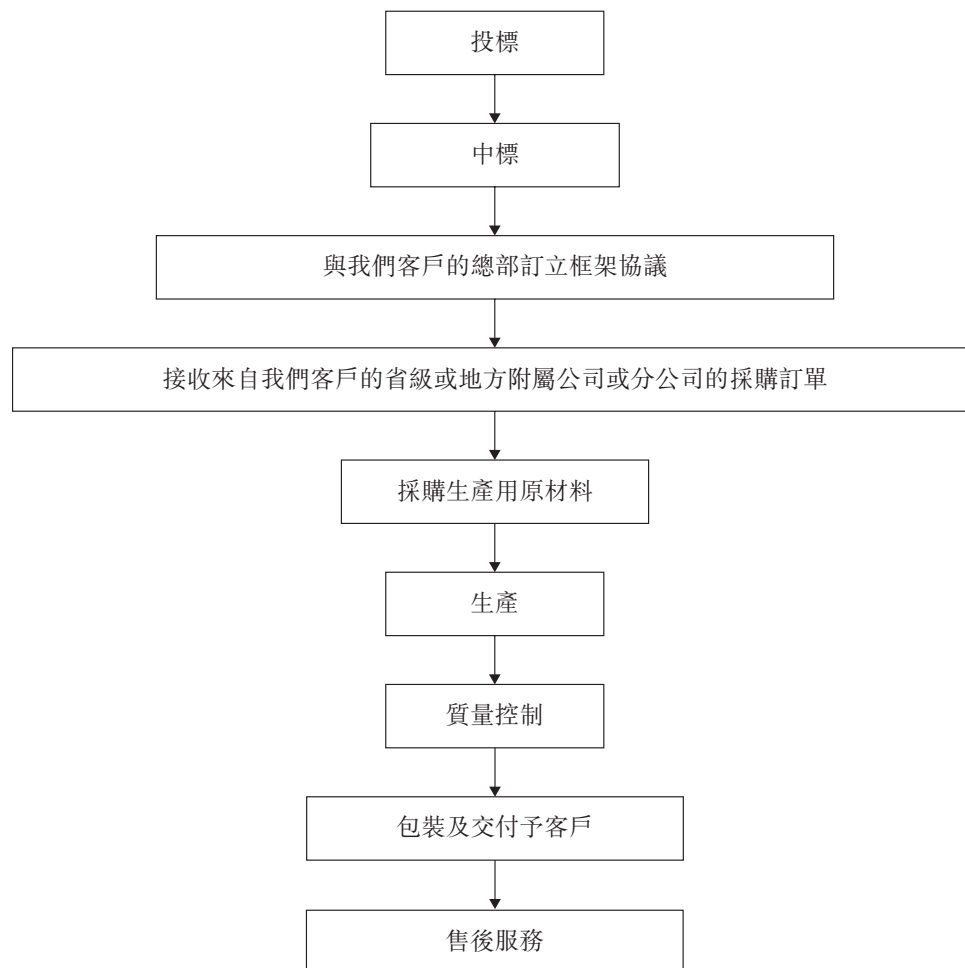 投標
中標
與我們客戶的總部訂立框架協議
接收來自我們客戶的省級或地方附屬公司或分公司的採購訂單
採購生產用原材料
生產
質量控制
包裝及交付予客戶
售後服務